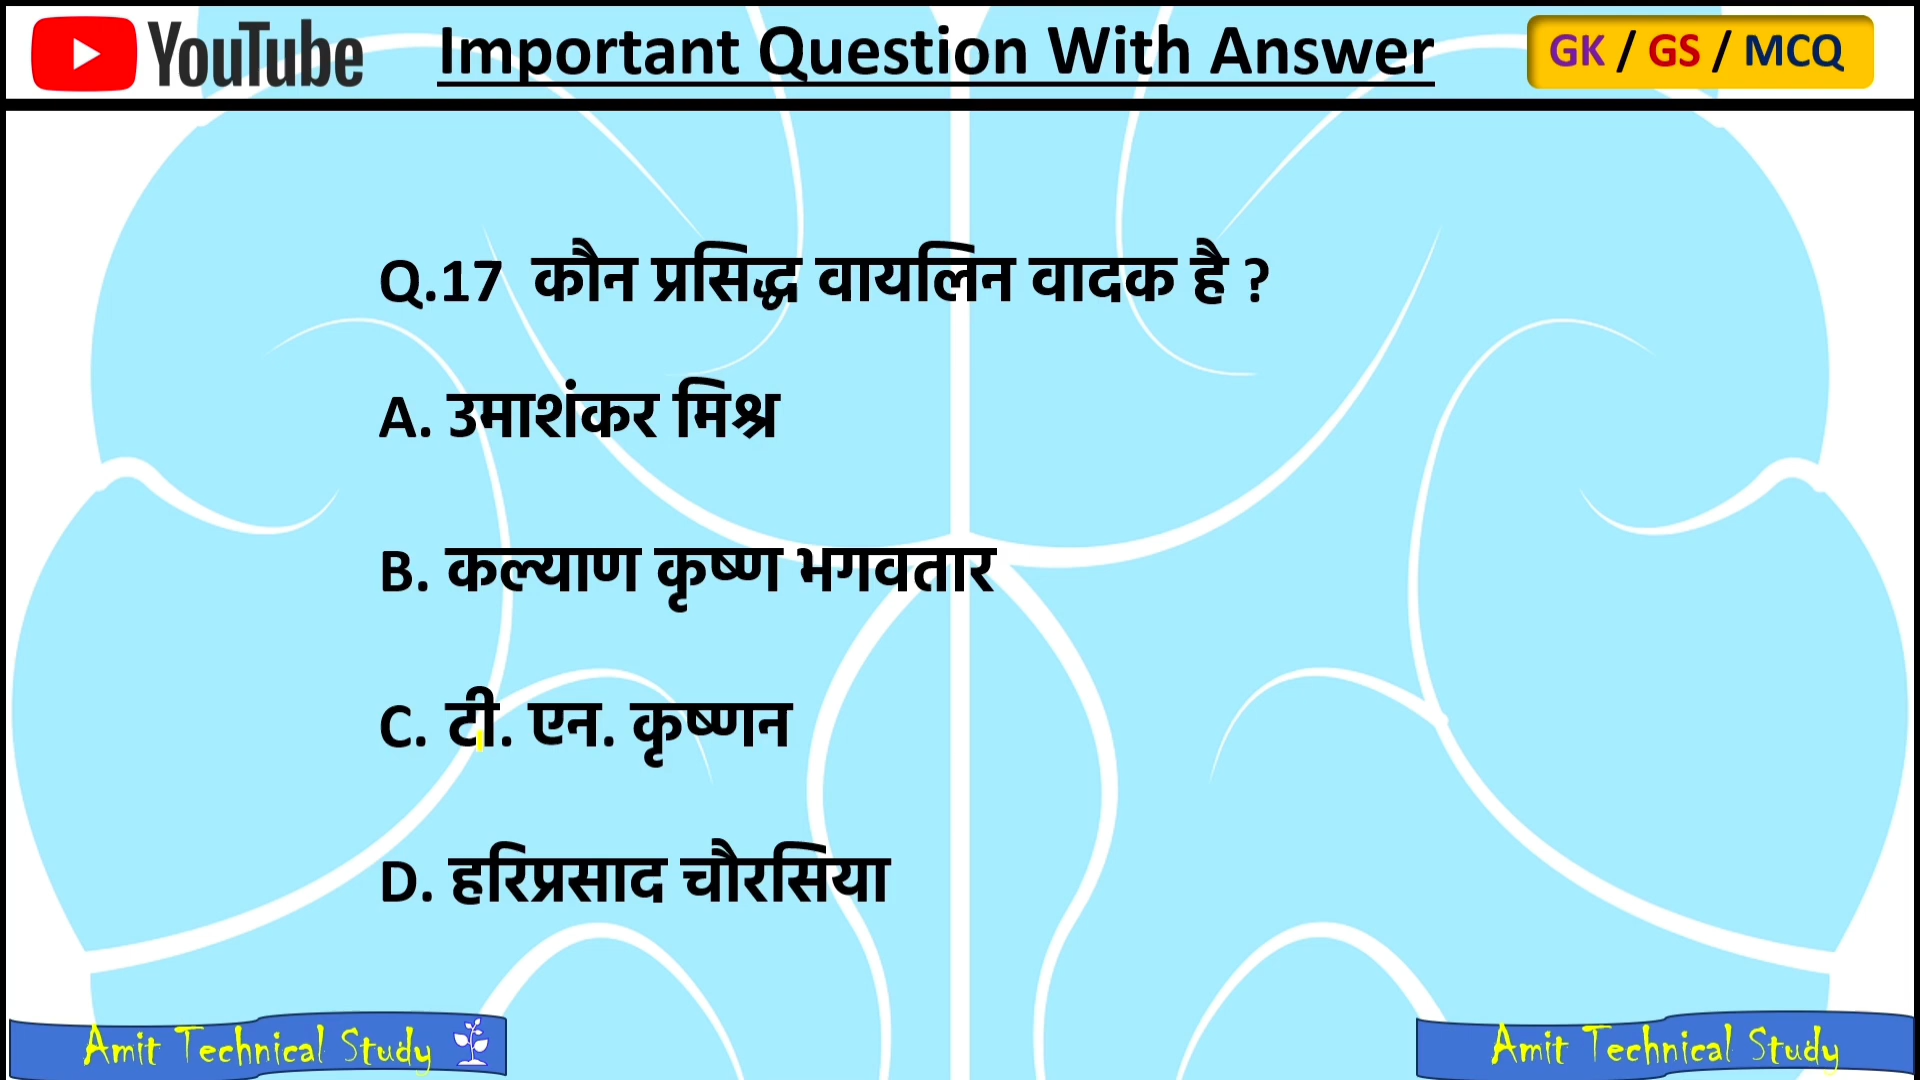 YouTube Important Question With Answer GK / GS / MCQ
Q.17 कौन प्रसिद्ध वायलिन वादक है ?
A. उमाशंकर मिश्र
B. कल्याण कृष्ण भगवतार
C. टी. एन. कृष्णन
D. हरिप्रसाद चौरसिया
Amit Technical Study Amit Technical Study